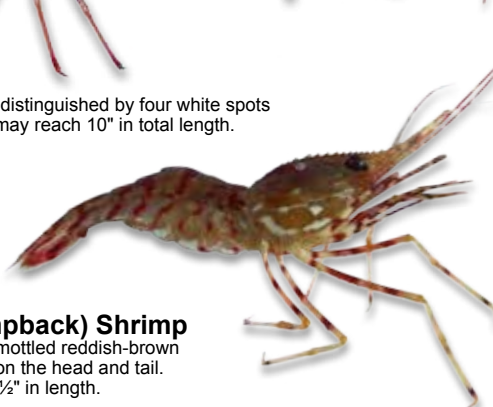 distinguished by four white spots
may reach 10" in total length.
pback) Shrimp
mottled reddish-brown
on the head and tail.
½" in length.